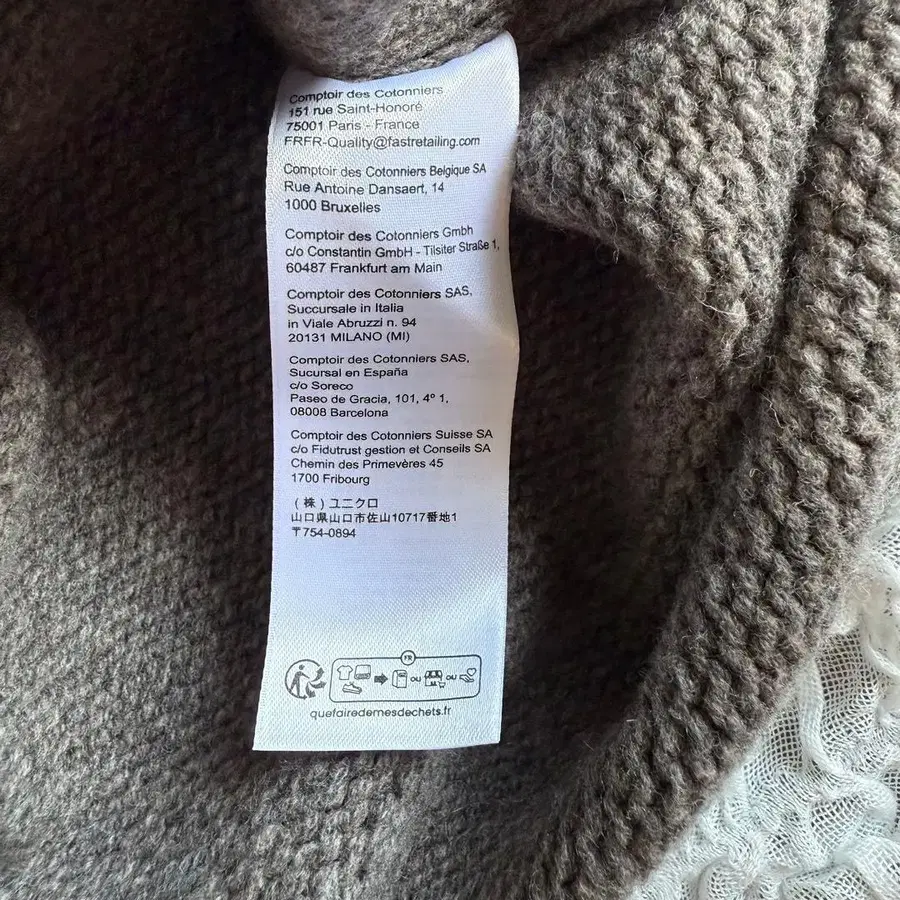 Comptoir des Cotonniers
151 rue Saint-Honoré
75001 Paris - France
FRFR-Quality@fastretailing.com
Comptoir des Cotonniers Belgique SA
Rue Antoine Dansaert, 14
1000 Bruxelles
Comptoir des Cotonniers Gmbh
c/o Constantin GmbH - Tilsiter Straße 1,
60487 Frankfurt am Main
Comptoir des Cotonniers SAS,
Succursale in Italia
in Viale Abruzzi n. 94
20131 MILANO (MI)
Comptoir des Cotonniers SAS,
Sucursal en España
c/o Soreco
Paseo de Gracia, 101, 4º 1,
08008 Barcelona
Comptoir des Cotonniers Suisse SA
c/o Fidutrust gestion et Conseils SA
Chemin des Primevères 45
1700 Fribourg
（株）ユニクロ
山口県山口市佐山10717番地1
〒754-0894
FR
OU OU
quefairedemesdechets.fr